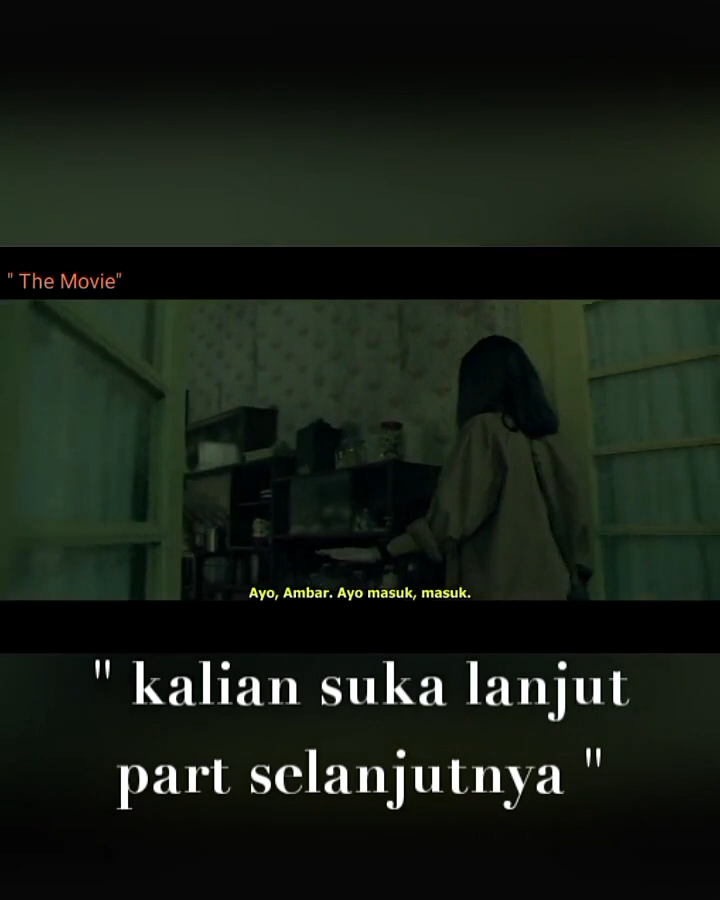 " The Movie"
Ayo, Ambar. Ayo masuk, masuk.
" kalian suka lanjut
part selanjutnya "